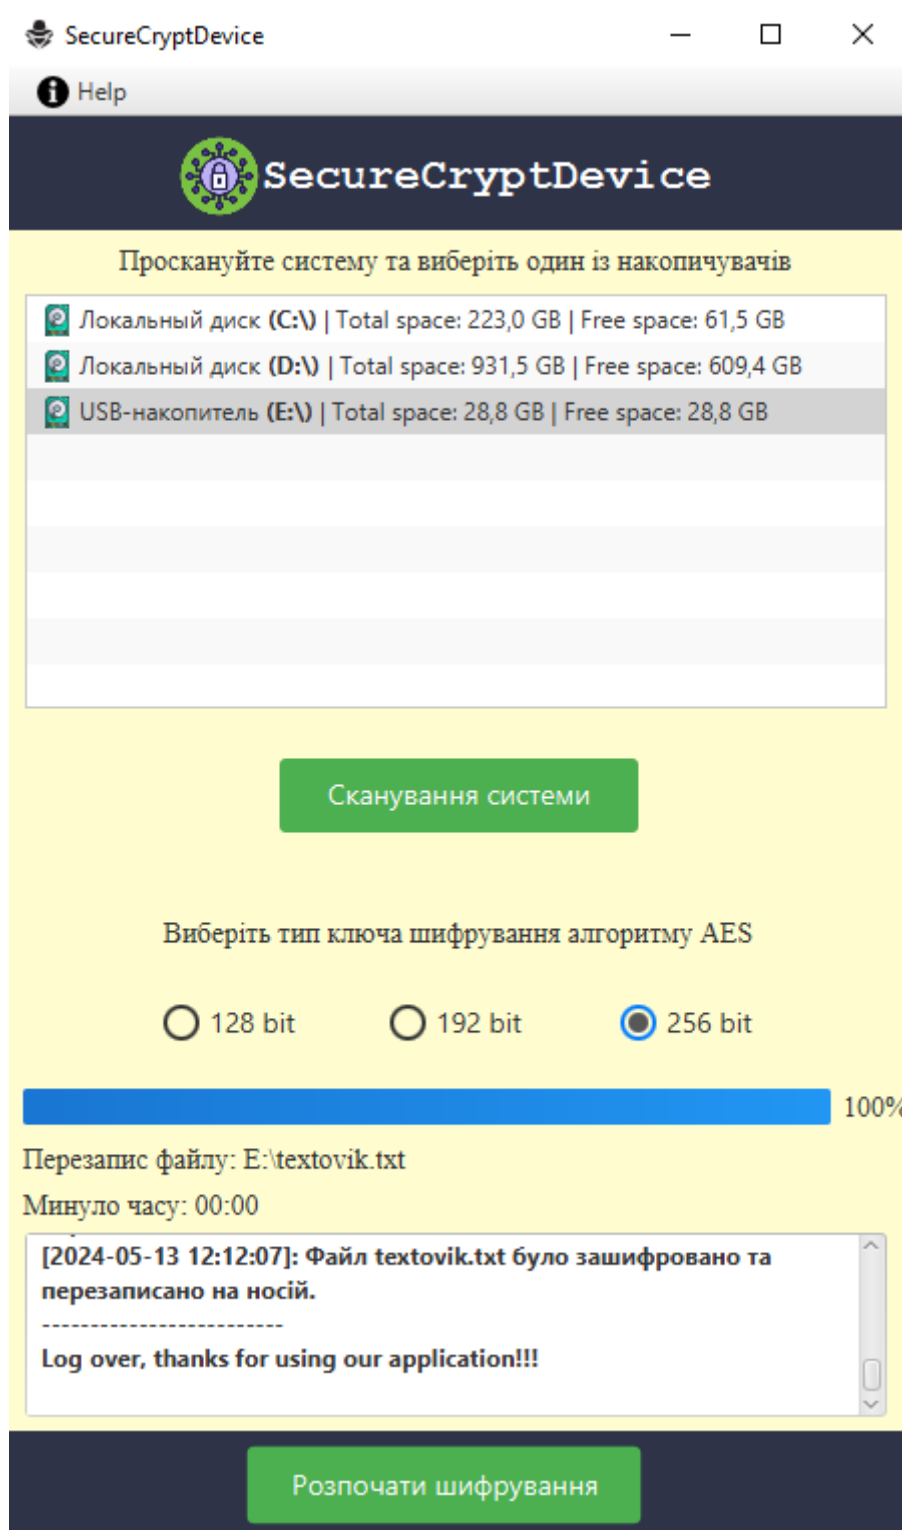 SecureCryptDevice
Help
SecureCryptDevice
Проскануйте систему та виберіть один із накопичувачів
Локальный диск (C:\) | Total space: 223,0 GB | Free space: 61,5 GB
Локальный диск (D:\) | Total space: 931,5 GB | Free space: 609,4 GB
USB-накопитель (E:\) | Total space: 28,8 GB | Free space: 28,8 GB
Сканування системи
Виберіть тип ключа шифрування алгоритму AES
128 bit 192 bit 256 bit
100%
Перезапис файлу: E:\textovik.txt
Минуло часу: 00:00
[2024-05-13 12:12:07]: Файл textovik.txt було зашифровано та
перезаписано на носій.
-------------------------
Log over, thanks for using our application!!!
Розпочати шифрування